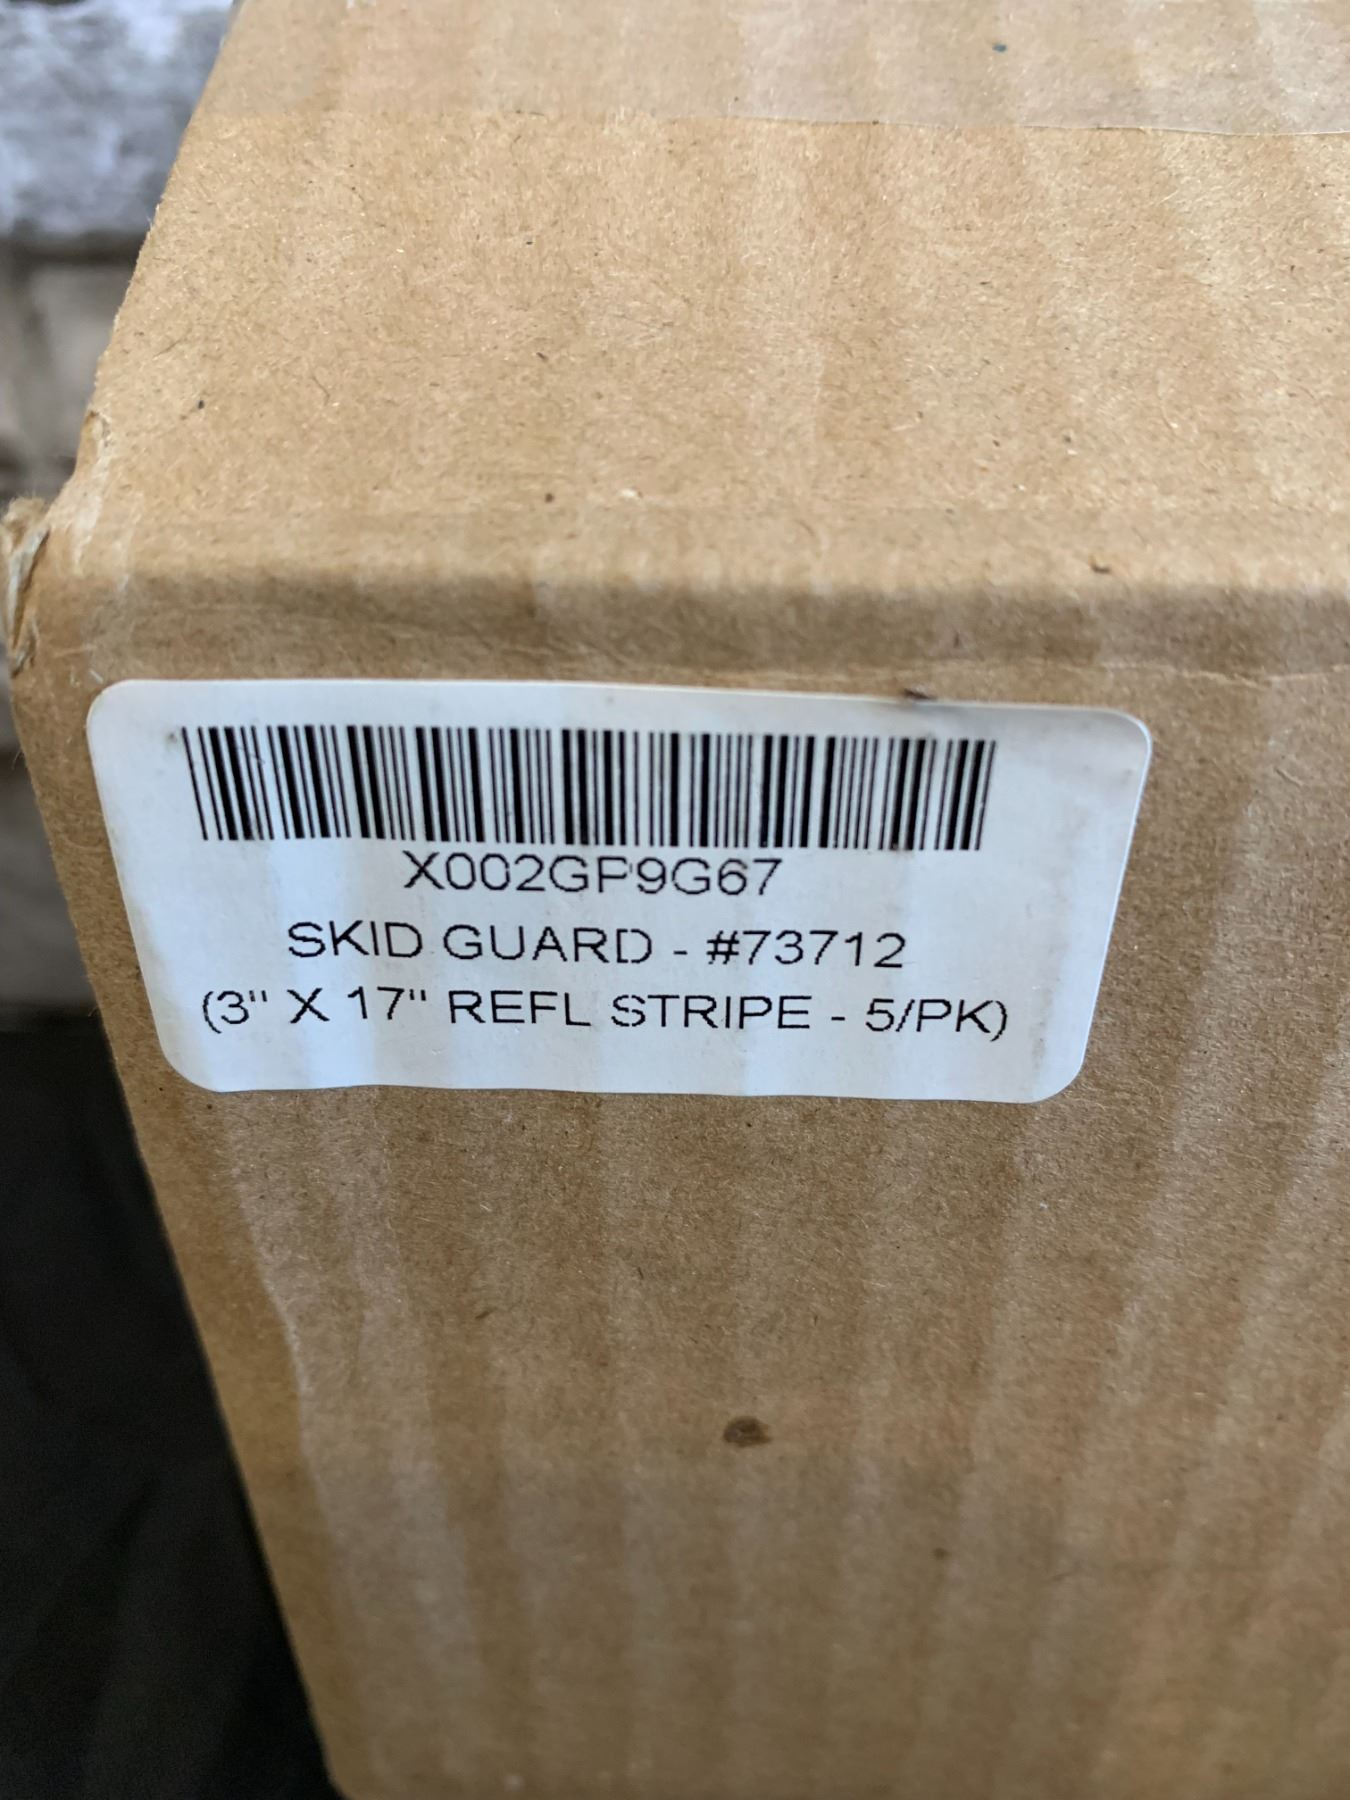 X002GP9G67
SKID GUARD - #73712
(3" X 17" REFL STRIPE - 5/PK)